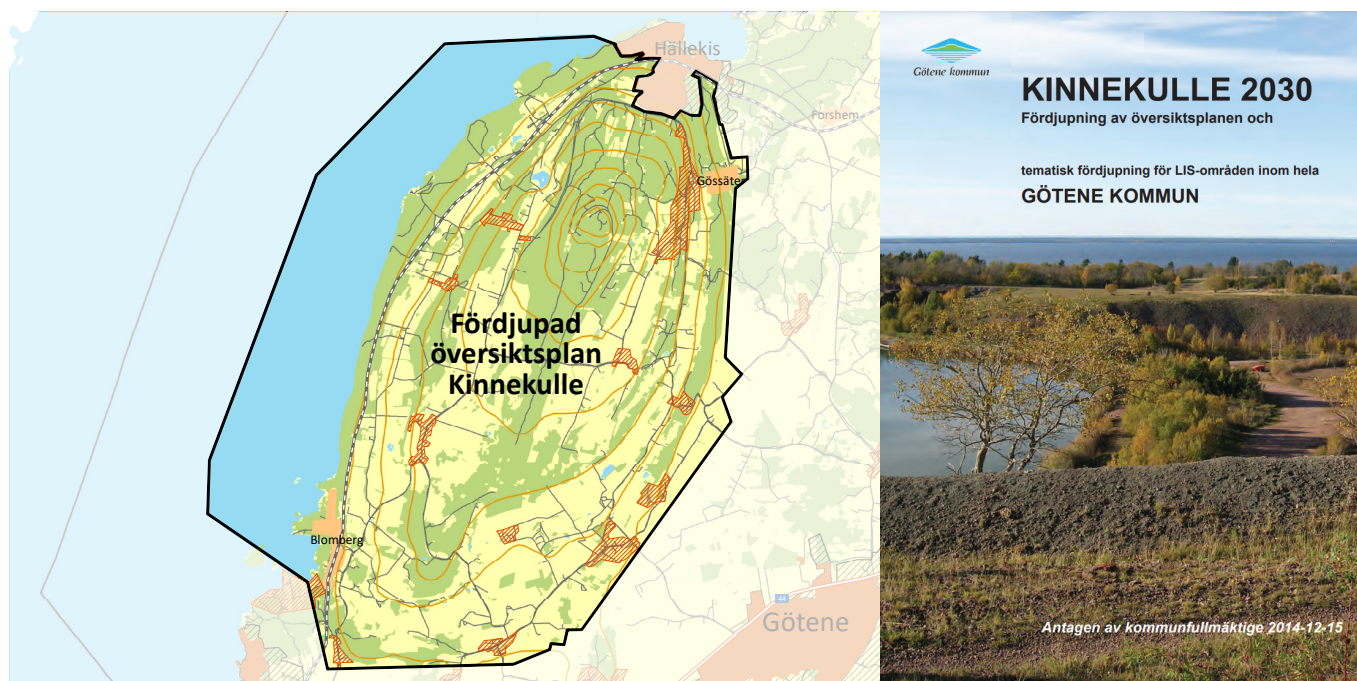 Hällekis
Forshem
Gössäter
Fördjupad
översiktsplan
Kinnekulle
Blomberg
44
Götene
Götene kommun
KINNEKULLE 2030
Fördjupning av översiktsplanen och
tematisk fördjupning för LIS-områden inom hela
GÖTENE KOMMUN
Antagen av kommunfullmäktige 2014-12-15